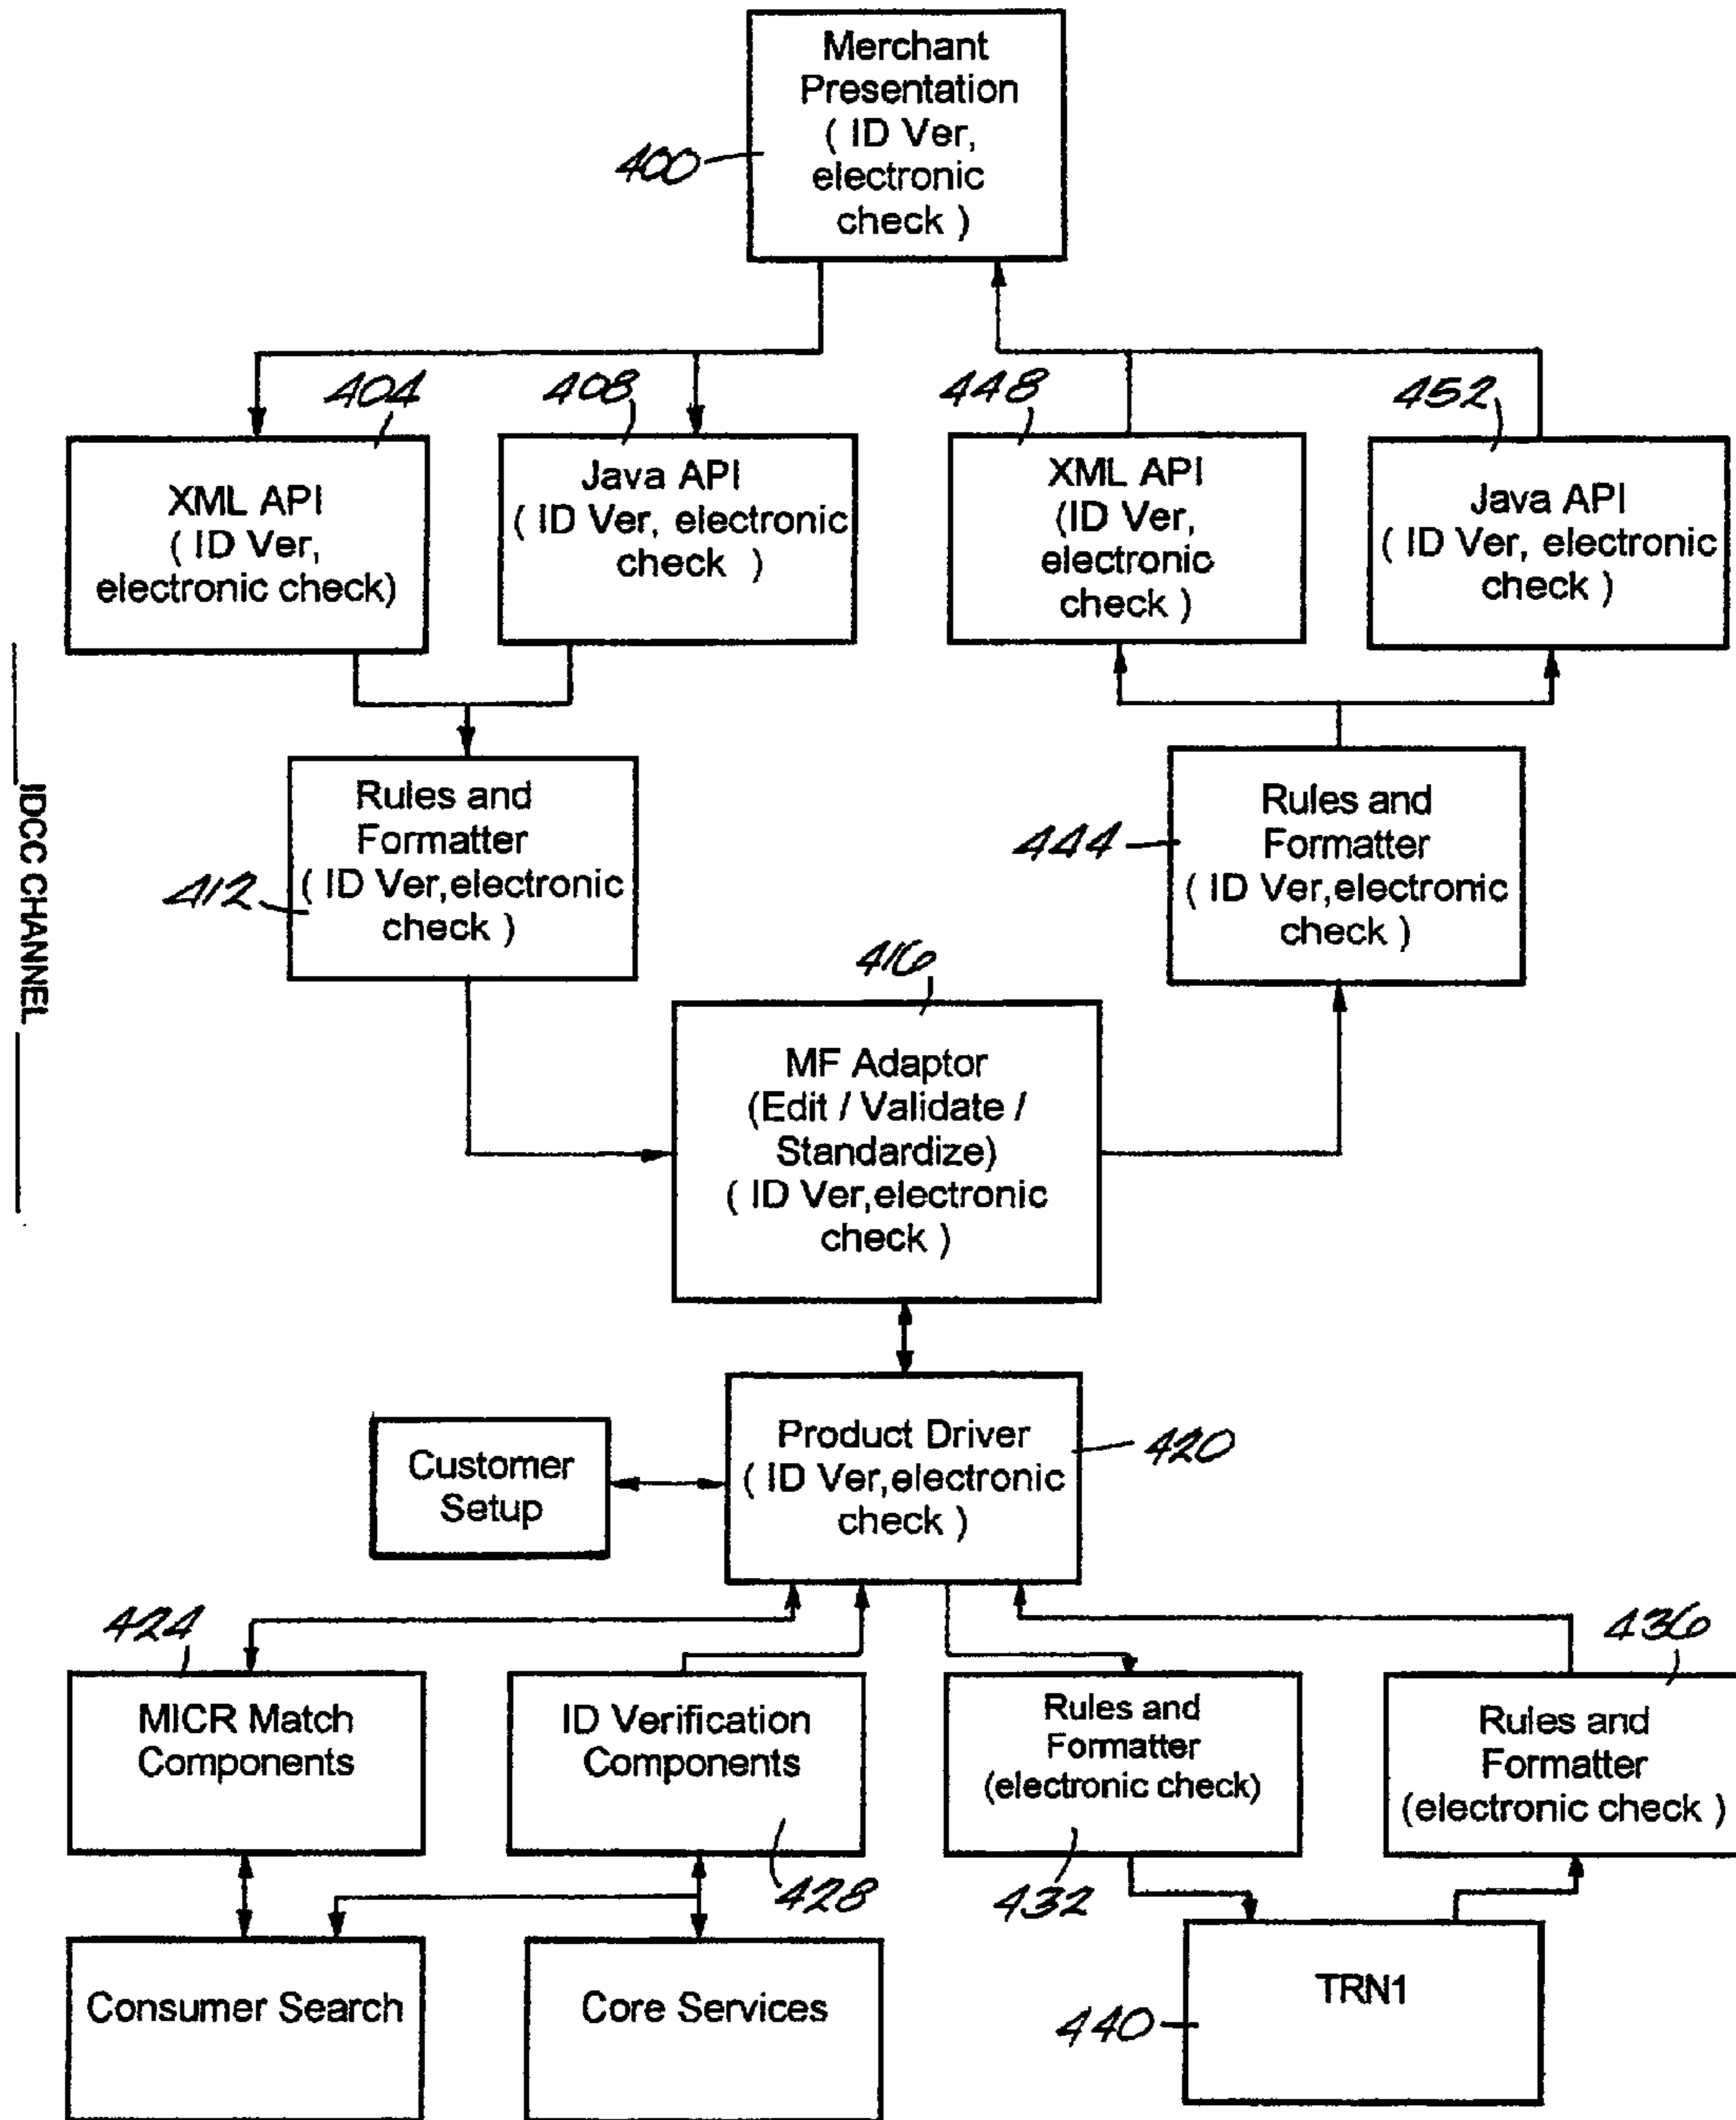 Merchant
Presentation
( ID Ver,
electronic
check )
400
404
408
448
452
XML API
( ID Ver,
electronic check)
Java API
( ID Ver, electronic
check )
XML API
(ID Ver,
electronic
check )
Java API
( ID Ver, electronic
check )
IDCC CHANNEL
Rules and
Formatter
( ID Ver,electronic
check )
412
Rules and
Formatter
( ID Ver,electronic
check )
444
416
MF Adaptor
(Edit / Validate /
Standardize)
( ID Ver,electronic
check )
Customer
Setup
Product Driver
( ID Ver,electronic
check )
420
424
436
MICR Match
Components
ID Verification
Components
428
Rules and
Formatter
(electronic check)
432
Rules and
Formatter
(electronic check )
Consumer Search
Core Services
TRN1
440